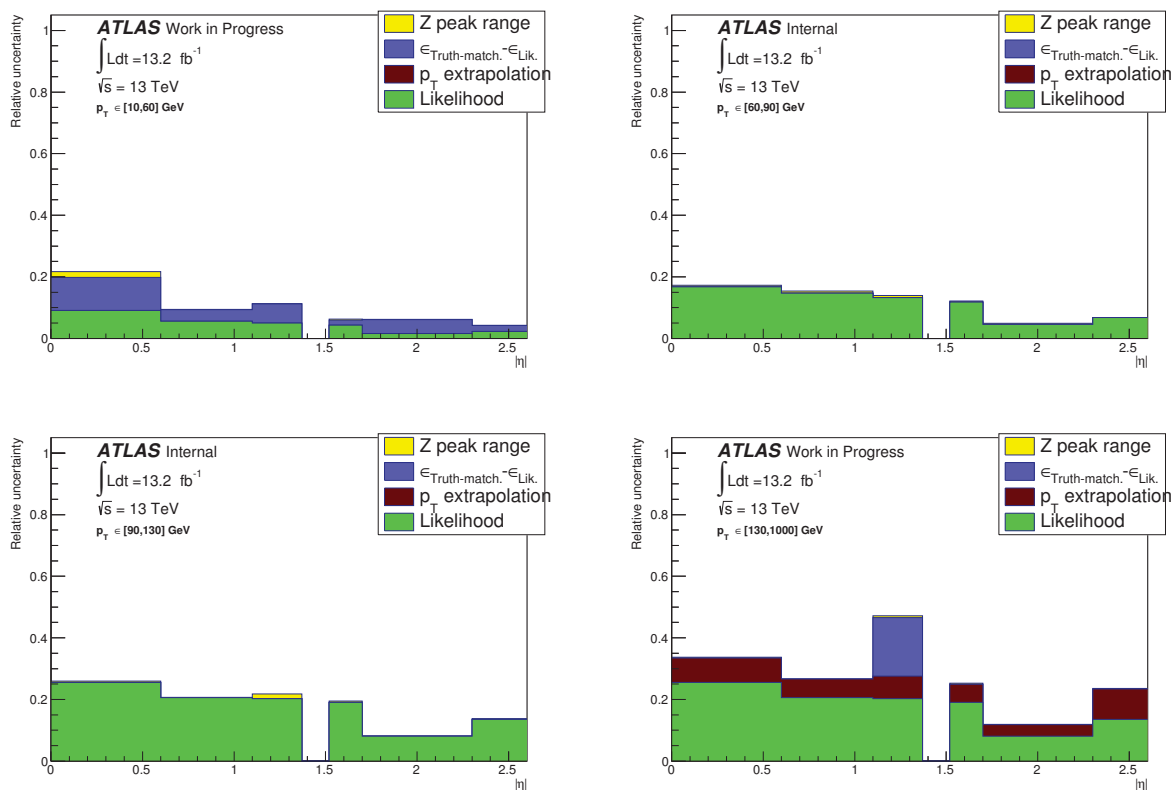 ATLAS Work in Progress
∫Ldt =13.2 fb⁻¹
√s = 13 TeV
p_T ∈ [10,60] GeV
Z peak range
ϵ_Truth-match.-ϵ_Lik.
p_T extrapolation
Likelihood
Relative uncertainty
1
0.8
0.6
0.4
0.2
0
0 0.5 1 1.5 2 2.5
|η|
ATLAS Internal
∫Ldt =13.2 fb⁻¹
√s = 13 TeV
p_T ∈ [60,90] GeV
Z peak range
ϵ_Truth-match.-ϵ_Lik.
p_T extrapolation
Likelihood
Relative uncertainty
1
0.8
0.6
0.4
0.2
0
0 0.5 1 1.5 2 2.5
|η|
ATLAS Internal
∫Ldt =13.2 fb⁻¹
√s = 13 TeV
p_T ∈ [90,130] GeV
Z peak range
ϵ_Truth-match.-ϵ_Lik.
p_T extrapolation
Likelihood
Relative uncertainty
1
0.8
0.6
0.4
0.2
0
0 0.5 1 1.5 2 2.5
|η|
ATLAS Work in Progress
∫Ldt =13.2 fb⁻¹
√s = 13 TeV
p_T ∈ [130,1000] GeV
Z peak range
ϵ_Truth-match.-ϵ_Lik.
p_T extrapolation
Likelihood
Relative uncertainty
1
0.8
0.6
0.4
0.2
0
0 0.5 1 1.5 2 2.5
|η|